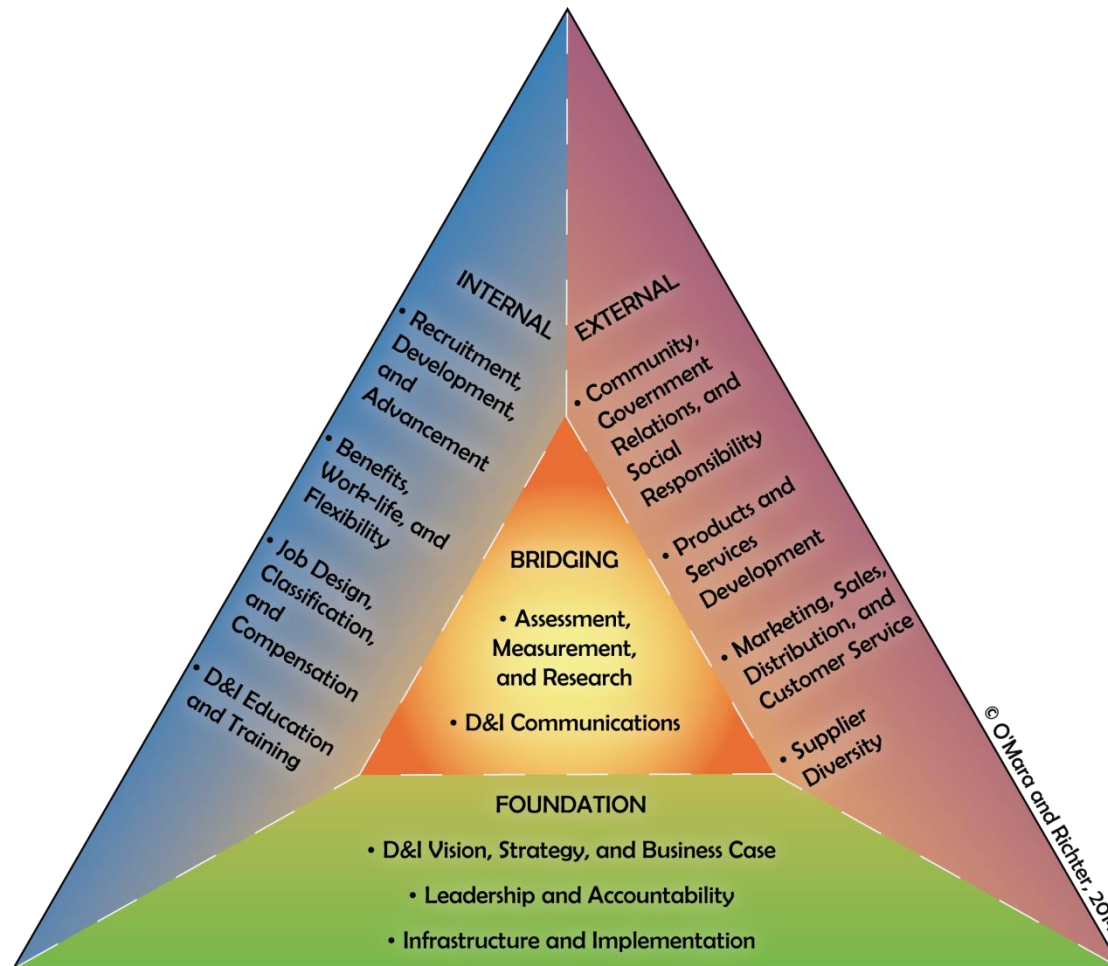 INTERNAL
• Recruitment,
Development,
and
Advancement
• Benefits,
Work-life, and
Flexibility
• Job Design,
Classification,
and
Compensation
• D&I Education
and Training
EXTERNAL
• Community,
Government
Relations, and
Social
Responsibility
• Products and
Services
Development
• Marketing, Sales,
Distribution, and
Customer Service
• Supplier
Diversity
BRIDGING
• Assessment,
Measurement,
and Research
• D&I Communications
FOUNDATION
• D&I Vision, Strategy, and Business Case
• Leadership and Accountability
• Infrastructure and Implementation
© O'Mara and Richter,